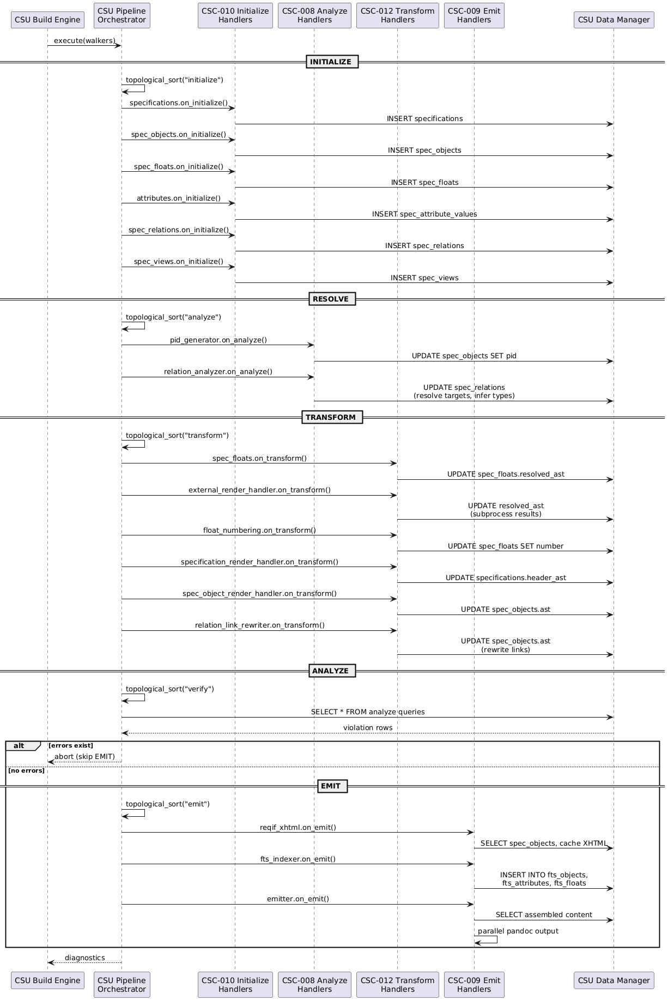 CSU Build Engine
CSU Pipeline
Orchestrator
CSC-010 Initialize
Handlers
CSC-008 Analyze
Handlers
CSC-012 Transform
Handlers
CSC-009 Emit
Handlers
CSU Data Manager
execute(walkers)
INITIALIZE
topological_sort("initialize")
specifications.on_initialize()
INSERT specifications
spec_objects.on_initialize()
INSERT spec_objects
spec_floats.on_initialize()
INSERT spec_floats
attributes.on_initialize()
INSERT spec_attribute_values
spec_relations.on_initialize()
INSERT spec_relations
spec_views.on_initialize()
INSERT spec_views
RESOLVE
topological_sort("analyze")
pid_generator.on_analyze()
UPDATE spec_objects SET pid
relation_analyzer.on_analyze()
UPDATE spec_relations
(resolve targets, infer types)
TRANSFORM
topological_sort("transform")
spec_floats.on_transform()
UPDATE spec_floats.resolved_ast
external_render_handler.on_transform()
UPDATE resolved_ast
(subprocess results)
float_numbering.on_transform()
UPDATE spec_floats SET number
specification_render_handler.on_transform()
UPDATE specifications.header_ast
spec_object_render_handler.on_transform()
UPDATE spec_objects.ast
relation_link_rewriter.on_transform()
UPDATE spec_objects.ast
(rewrite links)
ANALYZE
topological_sort("verify")
SELECT * FROM analyze queries
violation rows
alt [errors exist]
abort (skip EMIT)
[no errors]
EMIT
topological_sort("emit")
reqif_xhtml.on_emit()
SELECT spec_objects, cache XHTML
fts_indexer.on_emit()
INSERT INTO fts_objects,
fts_attributes, fts_floats
emitter.on_emit()
SELECT assembled content
parallel pandoc output
diagnostics
CSU Build Engine
CSU Pipeline
Orchestrator
CSC-010 Initialize
Handlers
CSC-008 Analyze
Handlers
CSC-012 Transform
Handlers
CSC-009 Emit
Handlers
CSU Data Manager